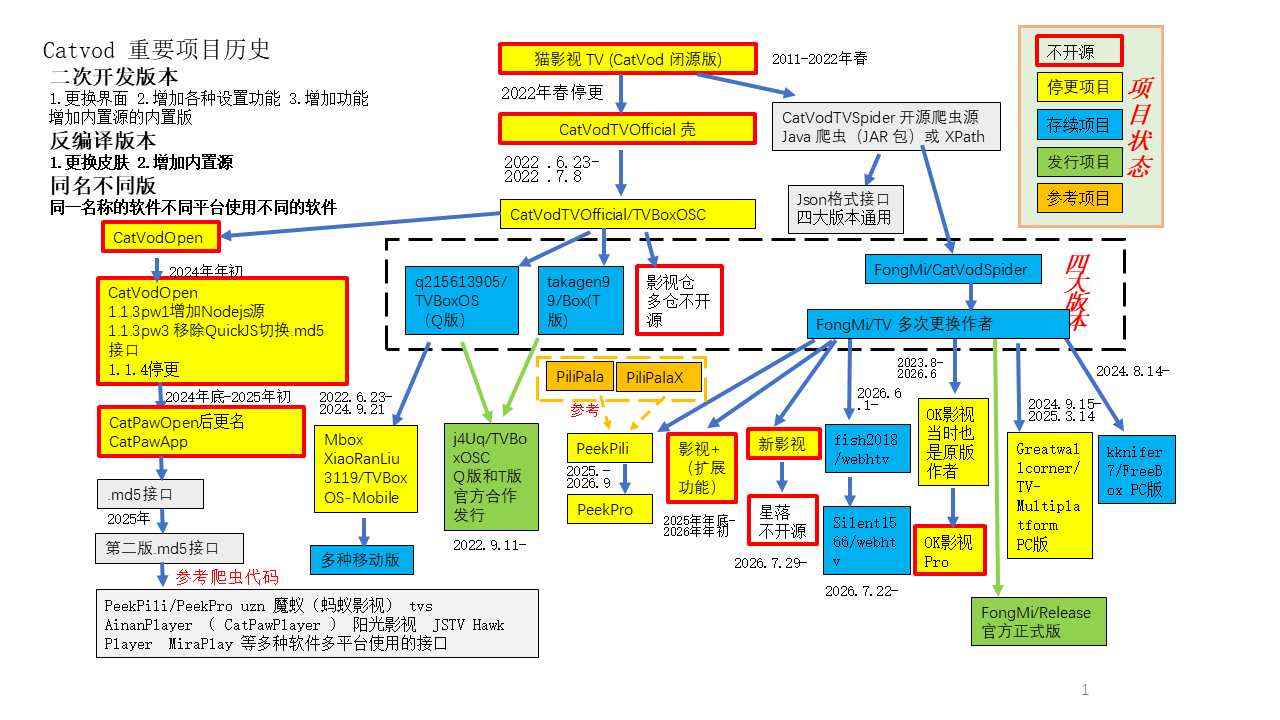 Catvod 重要项目历史
二次开发版本
1.更换界面 2.增加各种设置功能 3.增加功能
增加内置源的内置版
反编译版本
1.更换皮肤 2.增加内置源
同名不同版
同一名称的软件不同平台使用不同的软件
猫影视 TV (CatVod 闭源版)
2011-2022年春
2022年春停更
CatVodTVOfficial 壳
CatVodTVSpider 开源爬虫源
Java 爬虫（JAR 包）或 XPath
不开源
停更项目
存续项目
发行项目
参考项目
项
目
状
态
2022 .6.23-
2022 .7.8
Json格式接口
四大版本通用
CatVodTVOfficial/TVBoxOSC
CatVodOpen
2024年年初
CatVodOpen
1.1.3pw1增加Nodejs源
1.1.3pw3 移除QuickJS切换.md5
接口
1.1.4停更
q215613905/
TVBoxOS
（Q版）
takagen9
9/Box(T
版)
影视仓
多仓不开
源
FongMi/CatVodSpider
FongMi/TV 多次更换作者
四
大
版
本
2024年底-2025年初
CatPawOpen后更名
CatPawApp
.md5接口
2025年
第二版.md5接口
参考爬虫代码
PeekPili/PeekPro uzn 魔蚁（蚂蚁影视） tvs
AinanPlayer （ CatPawPlayer ） 阳光影视 JSTV Hawk
Player MiraPlay 等多种软件多平台使用的接口
2022.6.23-
2024.9.21
Mbox
XiaoRanLiu
3119/TVBox
OS-Mobile
多种移动版
j4Uq/TVBo
xOSC
Q版和T版
官方合作
发行
2022.9.11-
PiliPala
PiliPalaX
参考
PeekPili
2025.-
2026.9
PeekPro
影视+
（扩展
功能）
2025年年底-
2026年年初
新影视
星落
不开源
2026.7.29-
2026.6
.1-
fish2018
/webhtv
Silent15
66/webht
v
2026.7.22-
2023.8-
2026.6
OK影视
当时也
是原版
作者
OK影视
Pro
FongMi/Release
官方正式版
2024.9.15-
2025.3.14
Greatwal
lcorner/
TV-
Multipla
tform
PC版
2024.8.14-
kknifer
7/FreeB
ox PC版
1